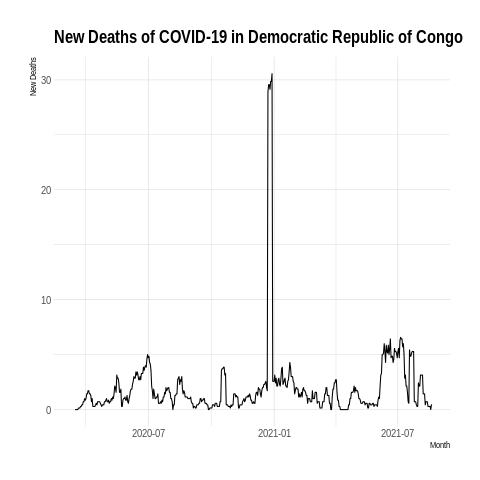 New Deaths of COVID-19 in Democratic Republic of Congo
New Deaths
30
20
10
0
2020-07
2021-01
2021-07
Month